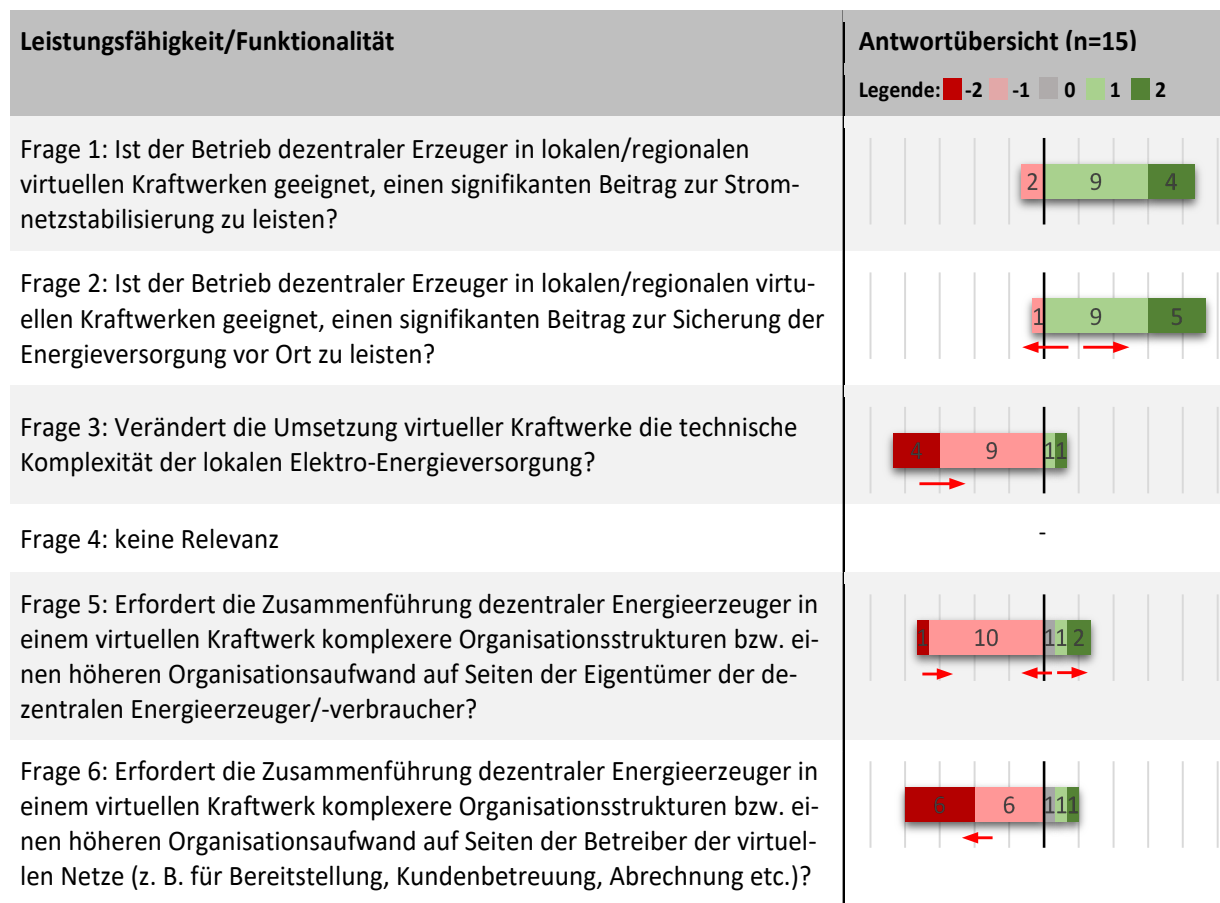 Leistungsfähigkeit/Funktionalität
Antwortübersicht (n=15)
Legende: -2 -1 0 1 2
Frage 1: Ist der Betrieb dezentraler Erzeuger in lokalen/regionalen
virtuellen Kraftwerken geeignet, einen signifikanten Beitrag zur Strom-
netzstabilisierung zu leisten?
2 9 4
Frage 2: Ist der Betrieb dezentraler Erzeuger in lokalen/regionalen virtu-
ellen Kraftwerken geeignet, einen signifikanten Beitrag zur Sicherung der
Energieversorgung vor Ort zu leisten?
1 9 5
Frage 3: Verändert die Umsetzung virtueller Kraftwerke die technische
Komplexität der lokalen Elektro-Energieversorgung?
4 9 1 1
Frage 4: keine Relevanz
-
Frage 5: Erfordert die Zusammenführung dezentraler Energieerzeuger in
einem virtuellen Kraftwerk komplexere Organisationsstrukturen bzw. ei-
nen höheren Organisationsaufwand auf Seiten der Eigentümer der de-
zentralen Energieerzeuger/-verbraucher?
1 10 1 1 2
Frage 6: Erfordert die Zusammenführung dezentraler Energieerzeuger in
einem virtuellen Kraftwerk komplexere Organisationsstrukturen bzw. ei-
nen höheren Organisationsaufwand auf Seiten der Betreiber der virtuel-
len Netze (z. B. für Bereitstellung, Kundenbetreuung, Abrechnung etc.)?
6 6 1 1 1